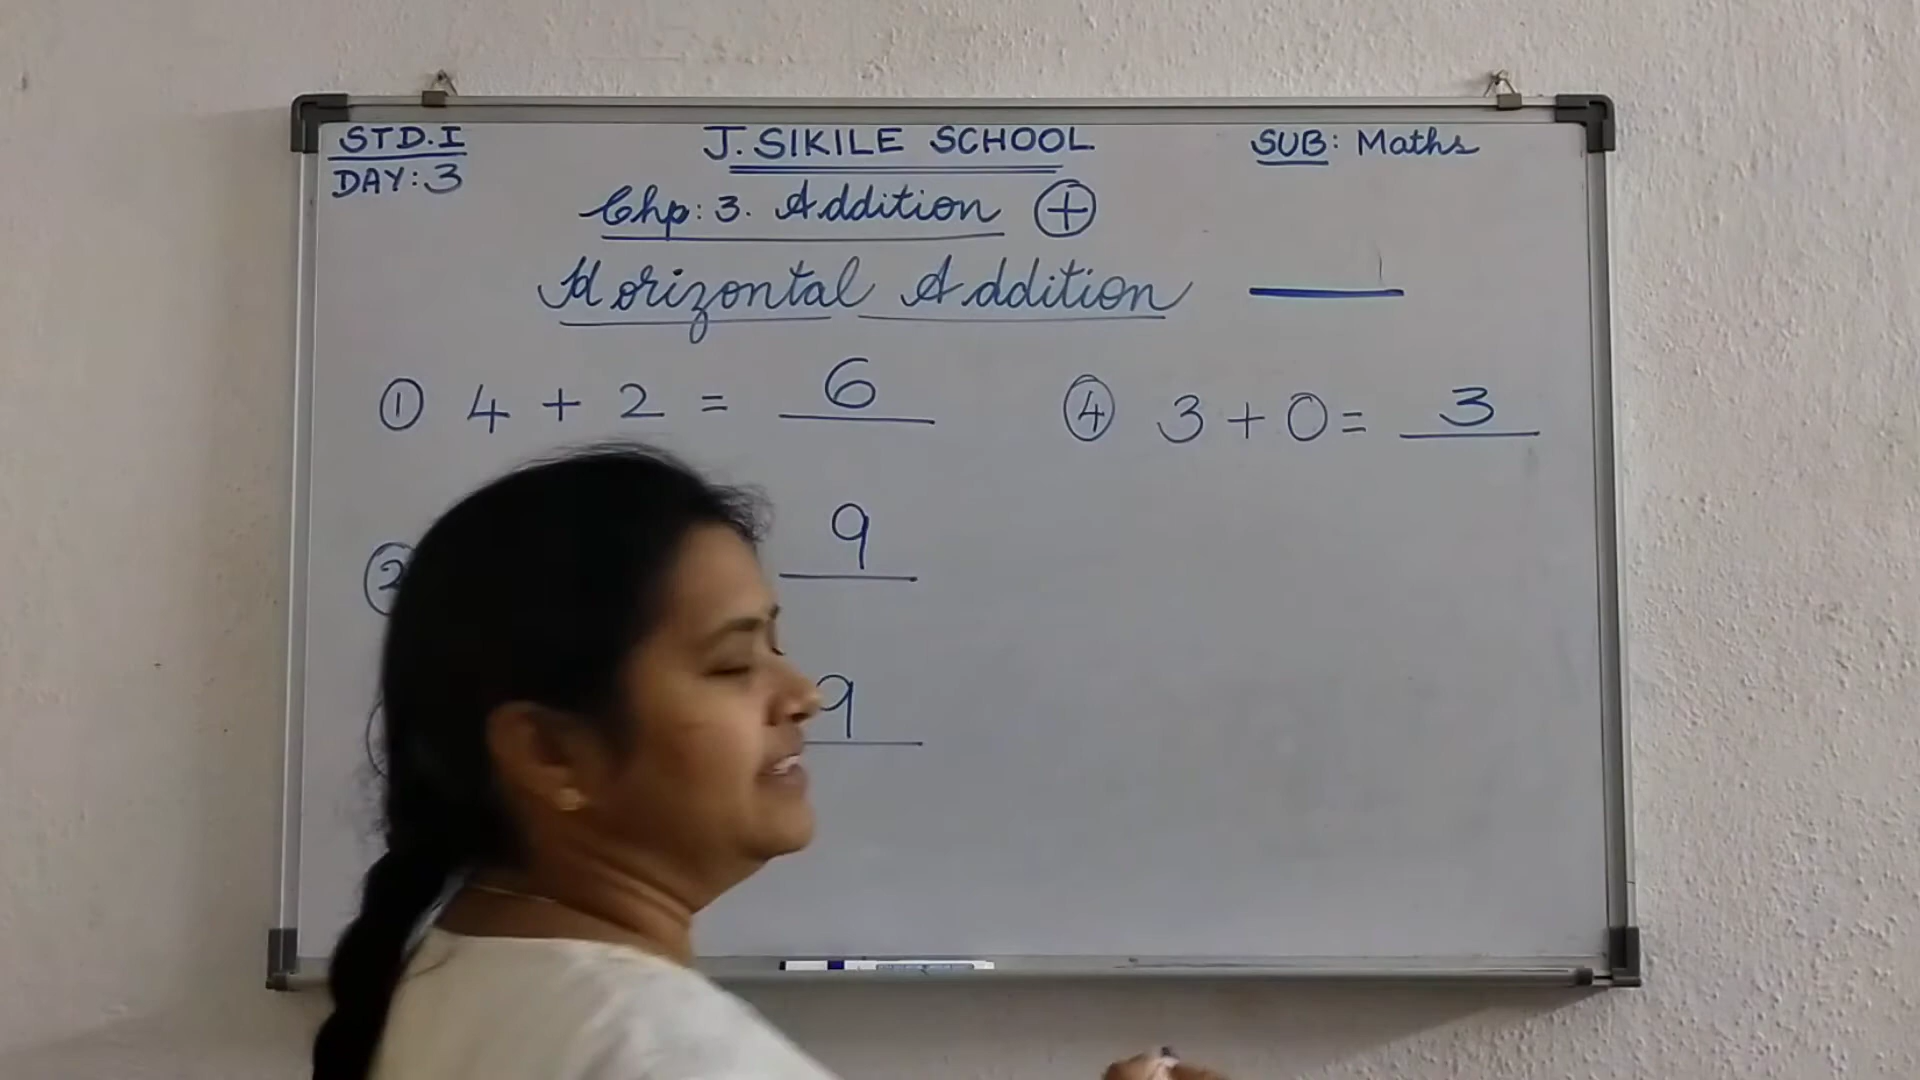 STD.I J.SIKILE SCHOOL SUB: Maths
DAY:3
Chp: 3. Addition +
Horizontal Addition
1 4 + 2 = 6
4 3 + 0 = 3
2 9
9